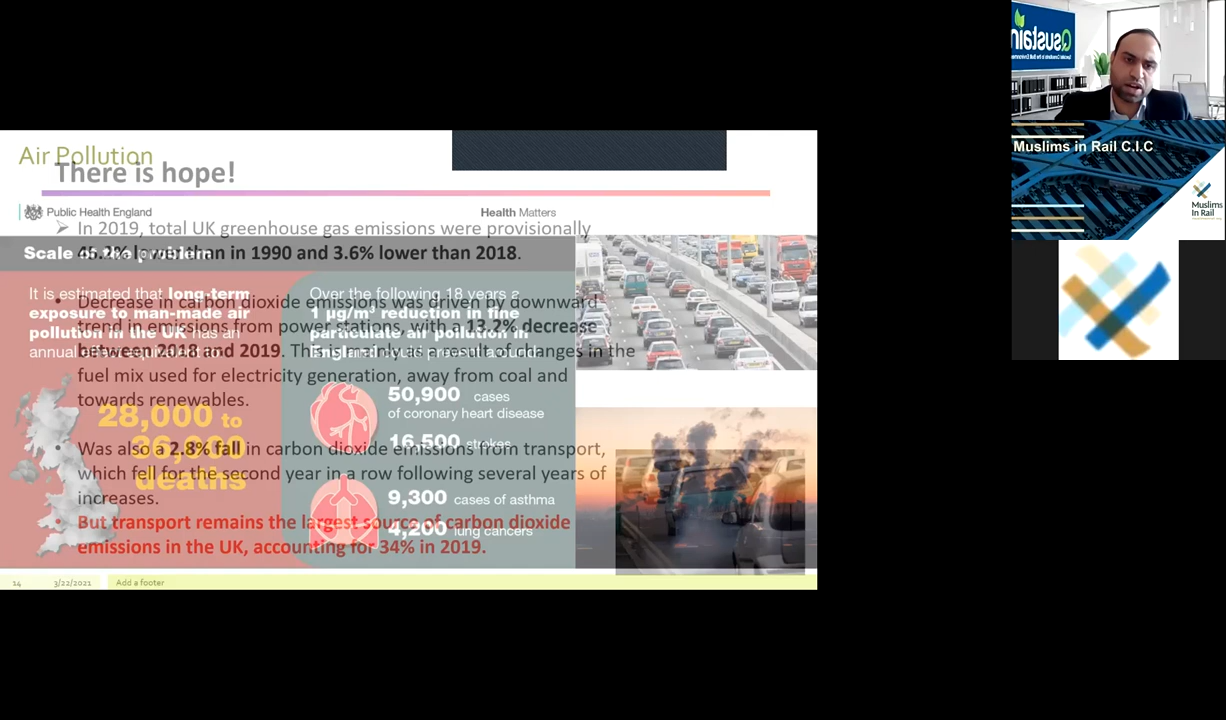 Air Pollution
There is hope!
Public Health England
Health Matters
In 2019, total UK greenhouse gas emissions were provisionally
lower than in 1990 and 3.6% lower than 2018.
Scale of the problem
It is estimated that long-term
exposure to man-made air
pollution in the UK has an
annual effect equivalent to
28,000 to
36,000
deaths
Over the following 18 years a
1 µg/m³ reduction in fine
particulate air pollution in
England could prevent around
50,900 cases
of coronary heart disease
16,500 strokes
9,300 cases of asthma
4,200 lung cancers
Decrease in carbon dioxide emissions was driven by downward
trend in emissions from power stations, with a 13.2% decrease
between 2018 and 2019. This is mainly as a result of changes in the
fuel mix used for electricity generation, away from coal and
towards renewables.
Was also a 2.8% fall in carbon dioxide emissions from transport,
which fell for the second year in a row following several years of
increases.
But transport remains the largest source of carbon dioxide
emissions in the UK, accounting for 34% in 2019.
14
3/22/2021
Add a footer
Qsustain
Muslims in Rail C.I.C
Muslims
In Rail